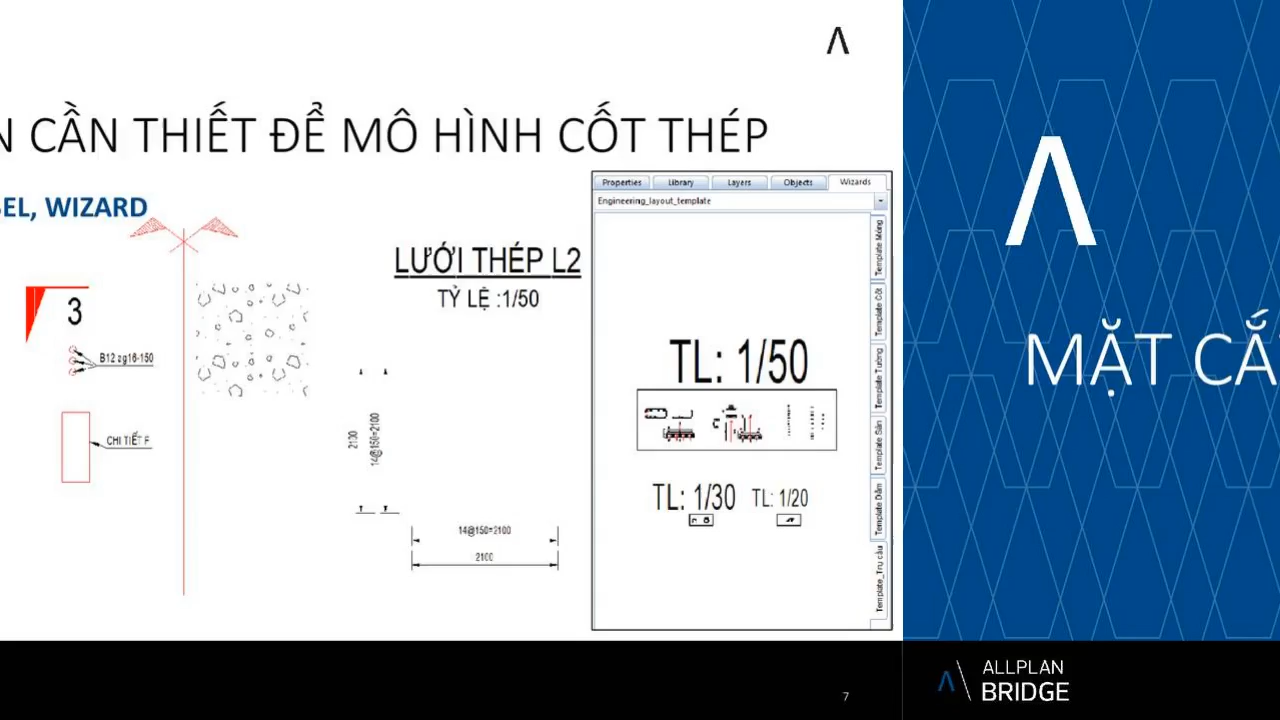 N CẦN THIẾT ĐỂ MÔ HÌNH CỐT THÉP
EL, WIZARD
3
B12 zg16-150
CHI TIẾT F
LƯỚI THÉP L2
TỶ LỆ :1/50
2130
14@150=2100
14@150=2100
2100
Properties
Library
Layers
Objects
Wizards
Engineering_layout_template
TL: 1/50
TL: 1/30
TL: 1/20
Template Móng
Template Cột
Template Tường
Template Sàn
Template Dầm
Template_Trụ cầu
7
MẶT CẮ
ALLPLAN
BRIDGE